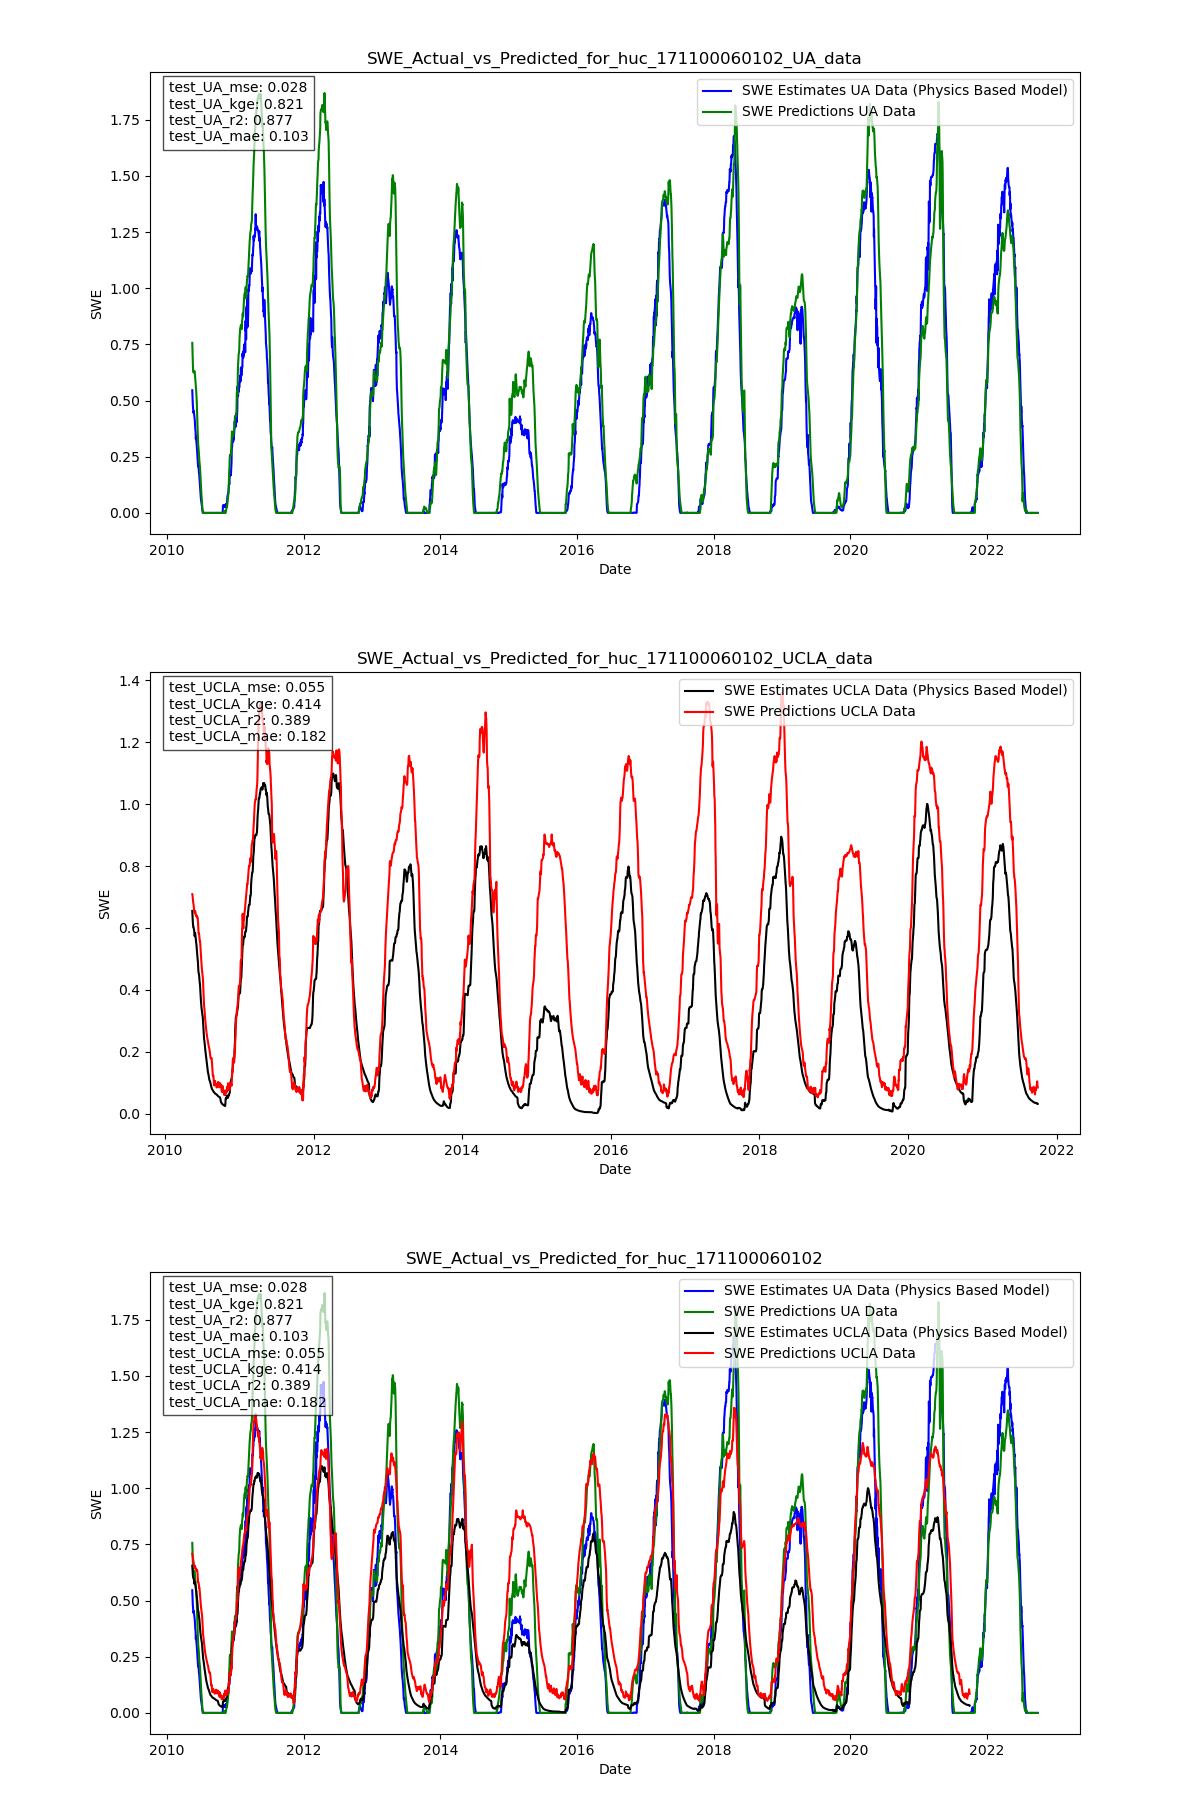 SWE_Actual_vs_Predicted_for_huc_171100060102_UA_data
test_UA_mse: 0.028
test_UA_kge: 0.821
test_UA_r2: 0.877
test_UA_mae: 0.103
SWE Estimates UA Data (Physics Based Model)
SWE Predictions UA Data
1.75
1.50
1.25
1.00
0.75
0.50
0.25
0.00
SWE
2010 2012 2014 2016 2018 2020 2022
Date
SWE_Actual_vs_Predicted_for_huc_171100060102_UCLA_data
test_UCLA_mse: 0.055
test_UCLA_kge: 0.414
test_UCLA_r2: 0.389
test_UCLA_mae: 0.182
SWE Estimates UCLA Data (Physics Based Model)
SWE Predictions UCLA Data
1.4
1.2
1.0
0.8
0.6
0.4
0.2
0.0
SWE
2010 2012 2014 2016 2018 2020 2022
Date
SWE_Actual_vs_Predicted_for_huc_171100060102
test_UA_mse: 0.028
test_UA_kge: 0.821
test_UA_r2: 0.877
test_UA_mae: 0.103
test_UCLA_mse: 0.055
test_UCLA_kge: 0.414
test_UCLA_r2: 0.389
test_UCLA_mae: 0.182
SWE Estimates UA Data (Physics Based Model)
SWE Predictions UA Data
SWE Estimates UCLA Data (Physics Based Model)
SWE Predictions UCLA Data
1.75
1.50
1.25
1.00
0.75
0.50
0.25
0.00
SWE
2010 2012 2014 2016 2018 2020 2022
Date